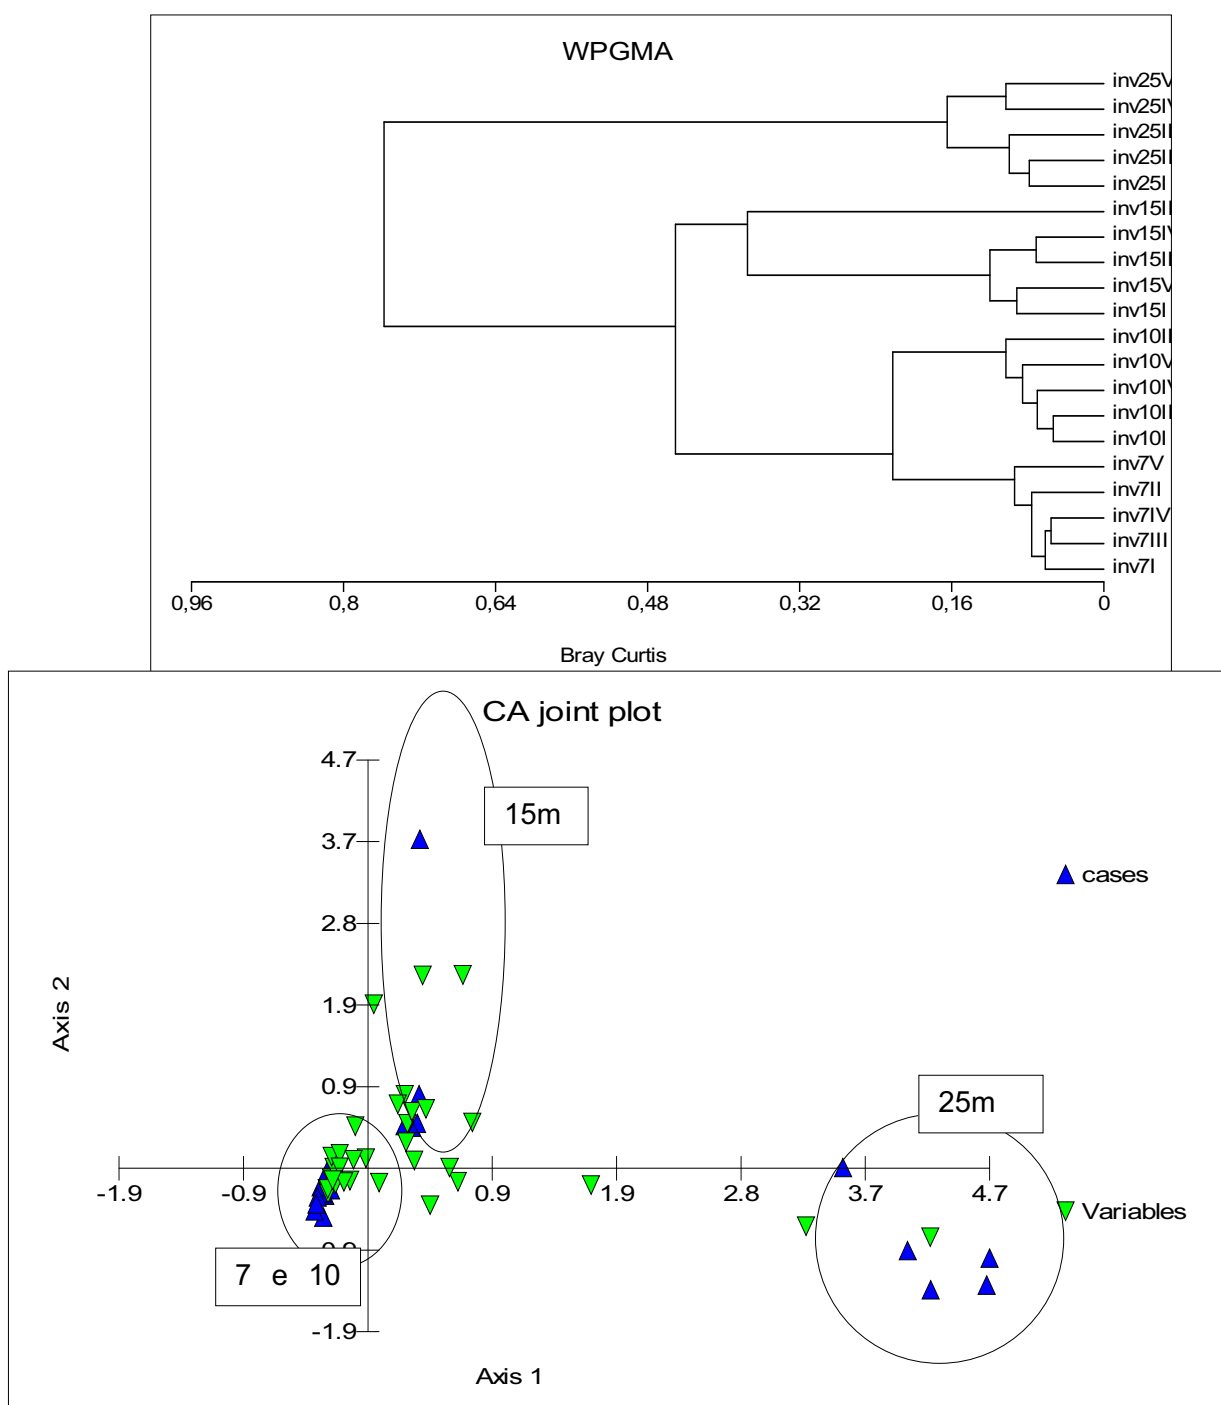 WPGMA
inv25V
inv25IV
inv25II
inv25II
inv25I
inv15II
inv15IV
inv15II
inv15V
inv15I
inv10II
inv10V
inv10IV
inv10II
inv10I
inv7V
inv7II
inv7IV
inv7III
inv7I
0,96 0,8 0,64 0,48 0,32 0,16 0
Bray Curtis
CA joint plot
4.7
15m
3.7
cases
2.8
1.9
Axis 2
0.9
25m
-1.9 -0.9 0.9 1.9 2.8 3.7 4.7
Variables
7 e 10
-1.9
Axis 1